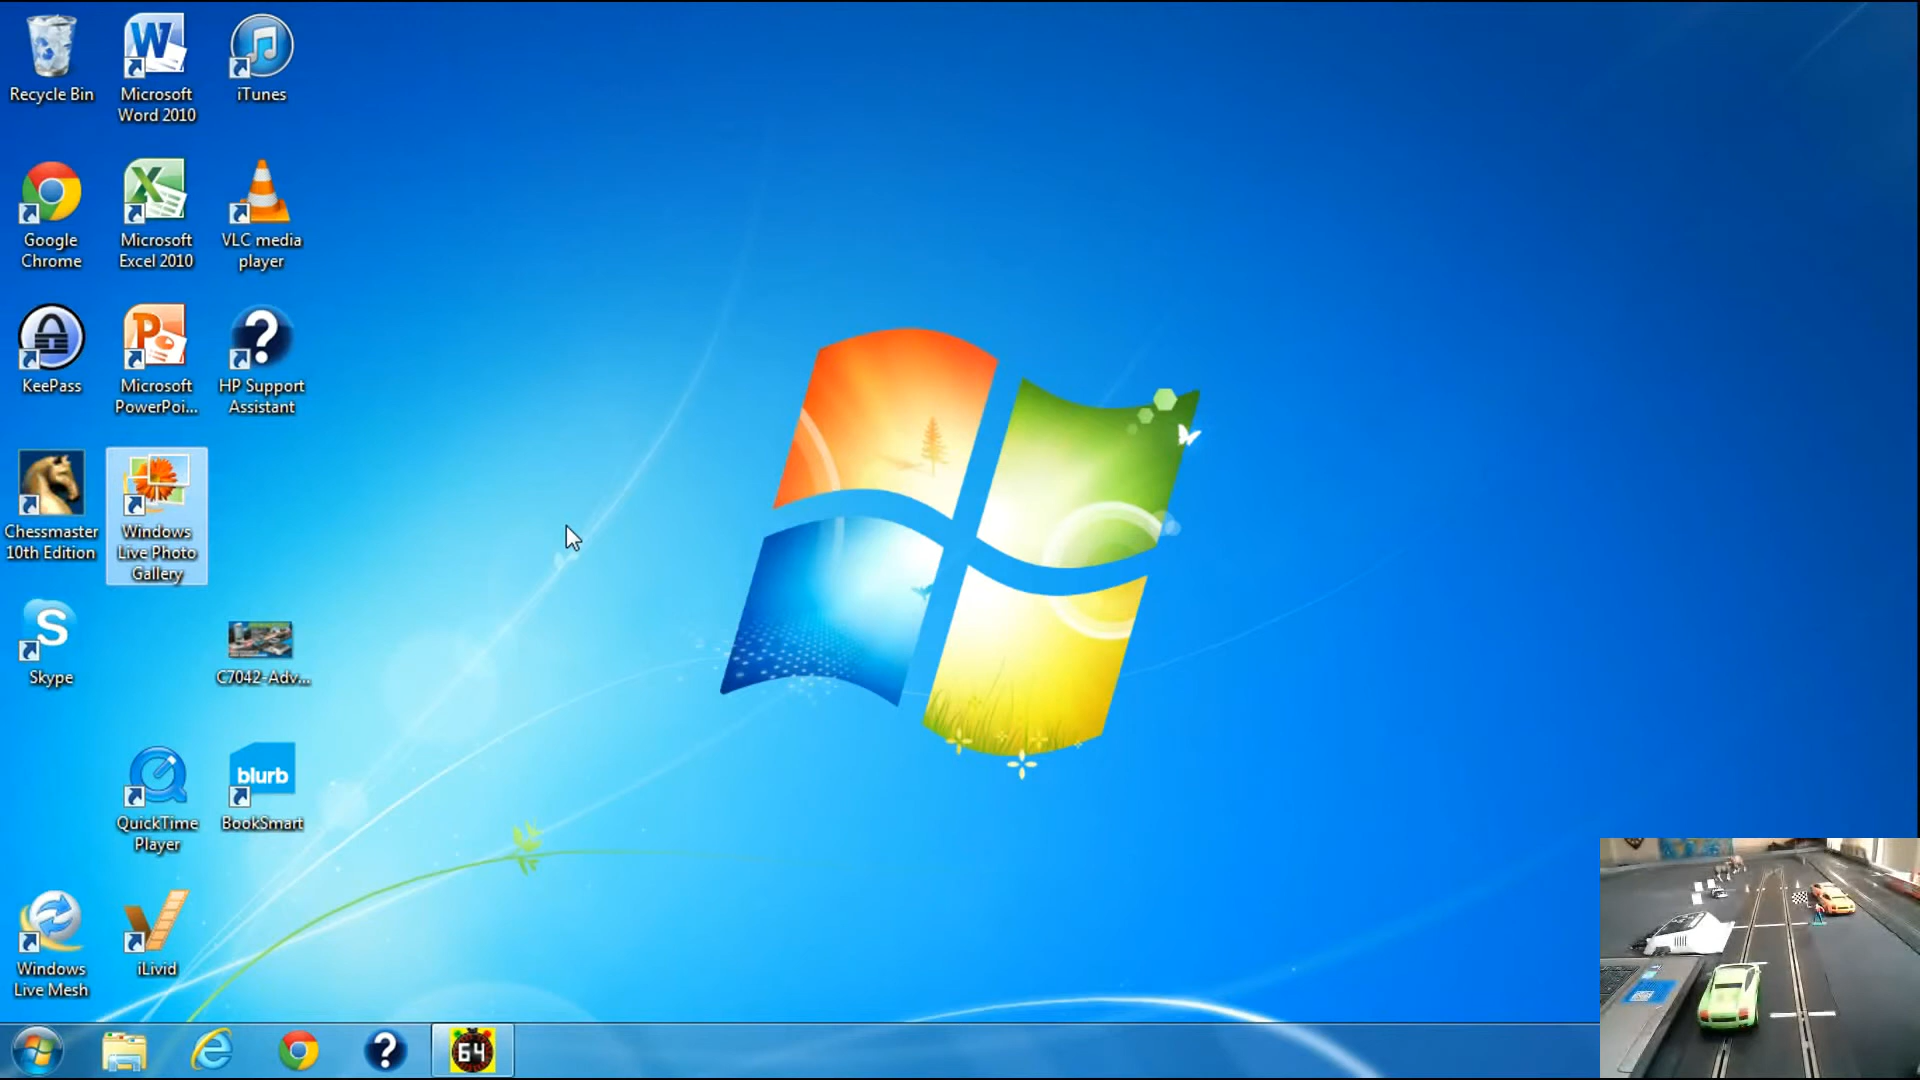 Recycle Bin
Microsoft
Word 2010
iTunes
Google
Chrome
Microsoft
Excel 2010
VLC media
player
KeePass
Microsoft
PowerPoi...
HP Support
Assistant
Chessmaster
10th Edition
Windows
Live Photo
Gallery
S
Skype
C7042-Adv...
QuickTime
Player
blurb
BookSmart
Windows
Live Mesh
iLivid
64